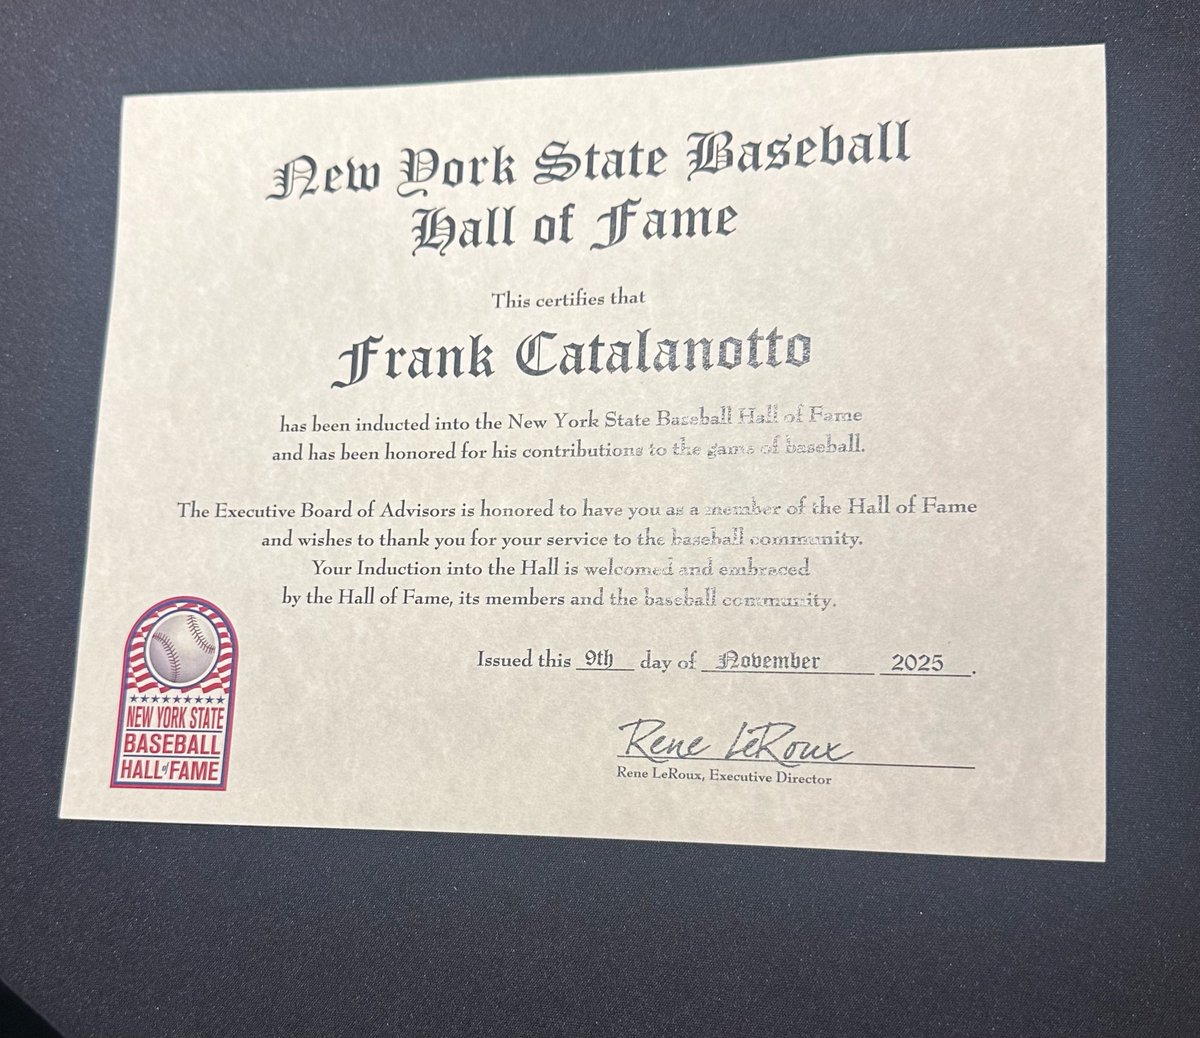 New York State Baseball
Hall of Fame
This certifies that
Frank Catalanotto
has been inducted into the New York State Baseball Hall of Fame
and has been honored for his contributions to the game of baseball.
The Executive Board of Advisors is honored to have you as a member of the Hall of Fame
and wishes to thank you for your service to the baseball community.
Your Induction into the Hall is welcomed and embraced
by the Hall of Fame, its members and the baseball community.
Issued this 9th day of November 2025.
Rene LeRoux
Rene LeRoux, Executive Director
NEW YORK STATE
BASEBALL
HALL of FAME